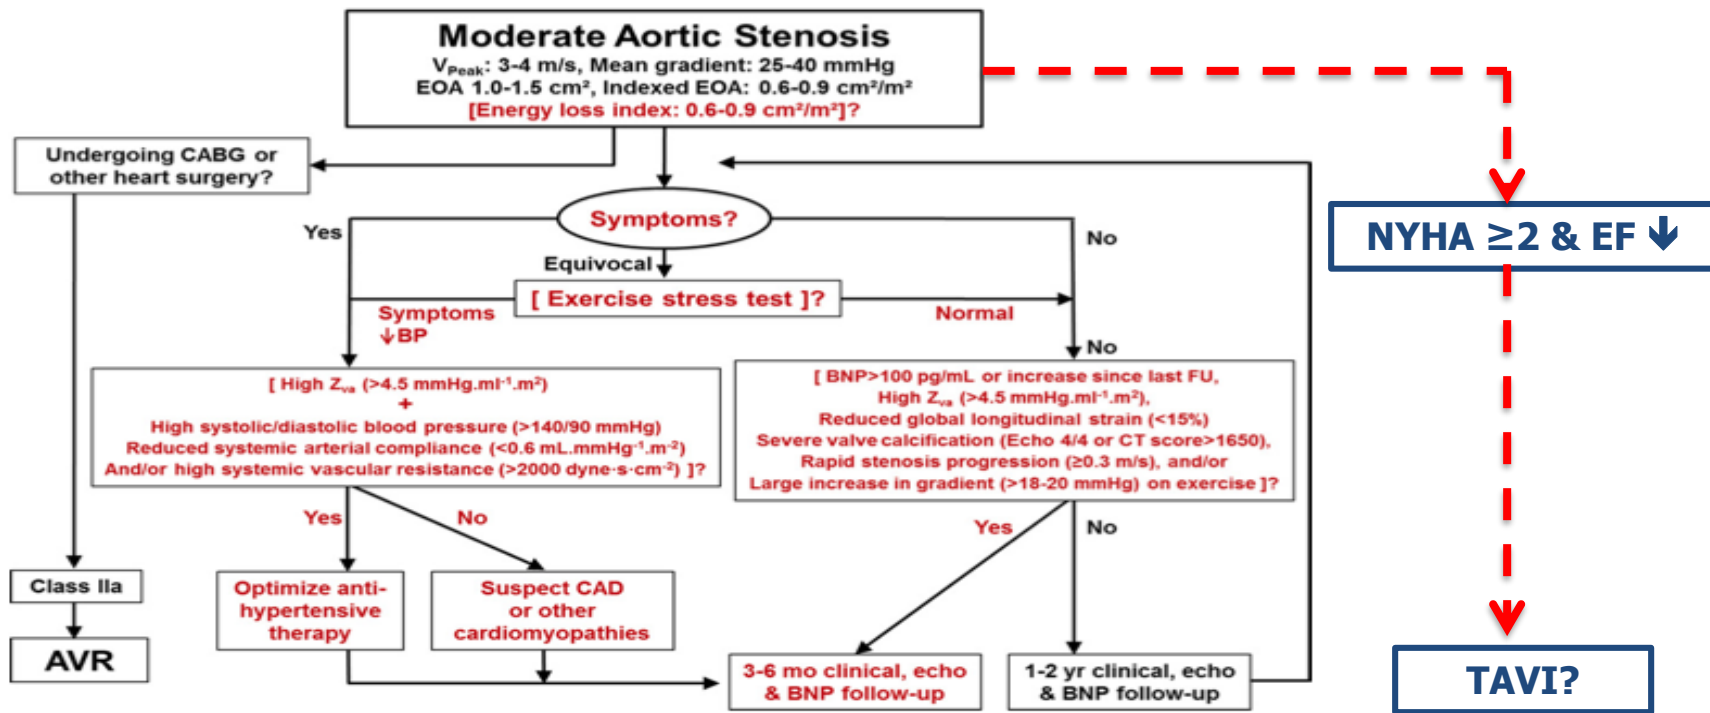 Moderate Aortic Stenosis
V_Peak: 3-4 m/s, Mean gradient: 25-40 mmHg
EOA 1.0-1.5 cm², Indexed EOA: 0.6-0.9 cm²/m²
[Energy loss index: 0.6-0.9 cm²/m²]?
Undergoing CABG or
other heart surgery?
Symptoms?
Yes
No
Equivocal
[ Exercise stress test ]?
Symptoms
↓BP
Normal
No
NYHA ≥2 & EF ↓
[ High Zva (>4.5 mmHg.ml⁻¹.m²)
+
High systolic/diastolic blood pressure (>140/90 mmHg)
Reduced systemic arterial compliance (<0.6 mL.mmHg⁻¹.m⁻²)
And/or high systemic vascular resistance (>2000 dyne·s·cm⁻²) ]?
[ BNP>100 pg/mL or increase since last FU,
High Zva (>4.5 mmHg.ml⁻¹.m²),
Reduced global longitudinal strain (<15%)
Severe valve calcification (Echo 4/4 or CT score>1650),
Rapid stenosis progression (≥0.3 m/s), and/or
Large increase in gradient (>18-20 mmHg) on exercise ]?
Yes
No
Yes
No
Class IIa
AVR
Optimize anti-
hypertensive
therapy
Suspect CAD
or other
cardiomyopathies
3-6 mo clinical, echo
& BNP follow-up
1-2 yr clinical, echo
& BNP follow-up
TAVI?